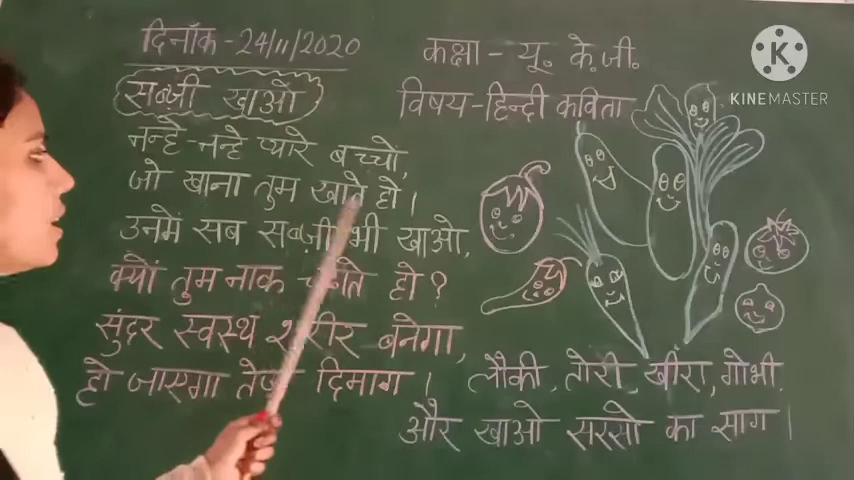 दिनाँक - 24/11/2020
कक्षा - यू. के.जी.
विषय - हिन्दी कविता
सब्ज़ी खाओ
नन्हे - नन्हे प्यारे बच्चो,
जो खाना तुम खाते हो।
उनमें सब सब्ज़ी भी खाओ,
क्यों तुम नाक चढ़ाते हो?
सुंदर स्वस्थ शरीर बनेगा,
हो जाएगा तेज़ दिमाग।
लौकी, तोरी, खीरा, गोभी
और खाओ सरसो का साग।
K
KINEMASTER